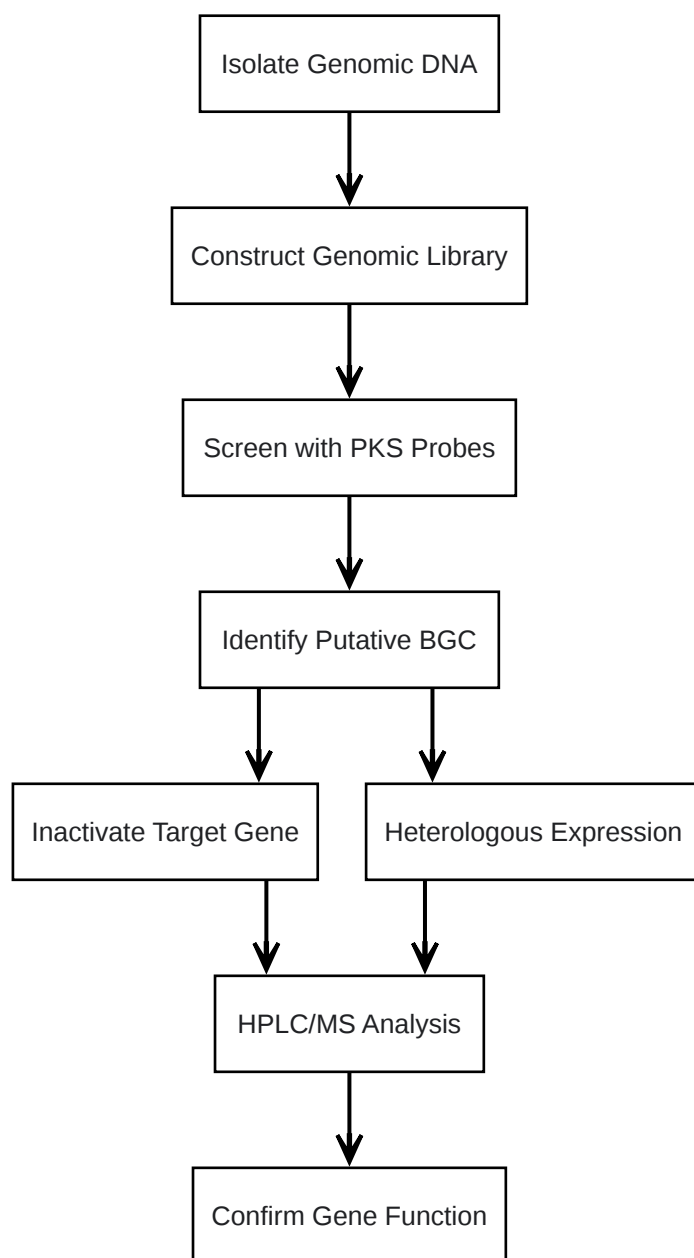 Isolate Genomic DNA
Construct Genomic Library
Screen with PKS Probes
Identify Putative BGC
Inactivate Target Gene
Heterologous Expression
HPLC/MS Analysis
Confirm Gene Function